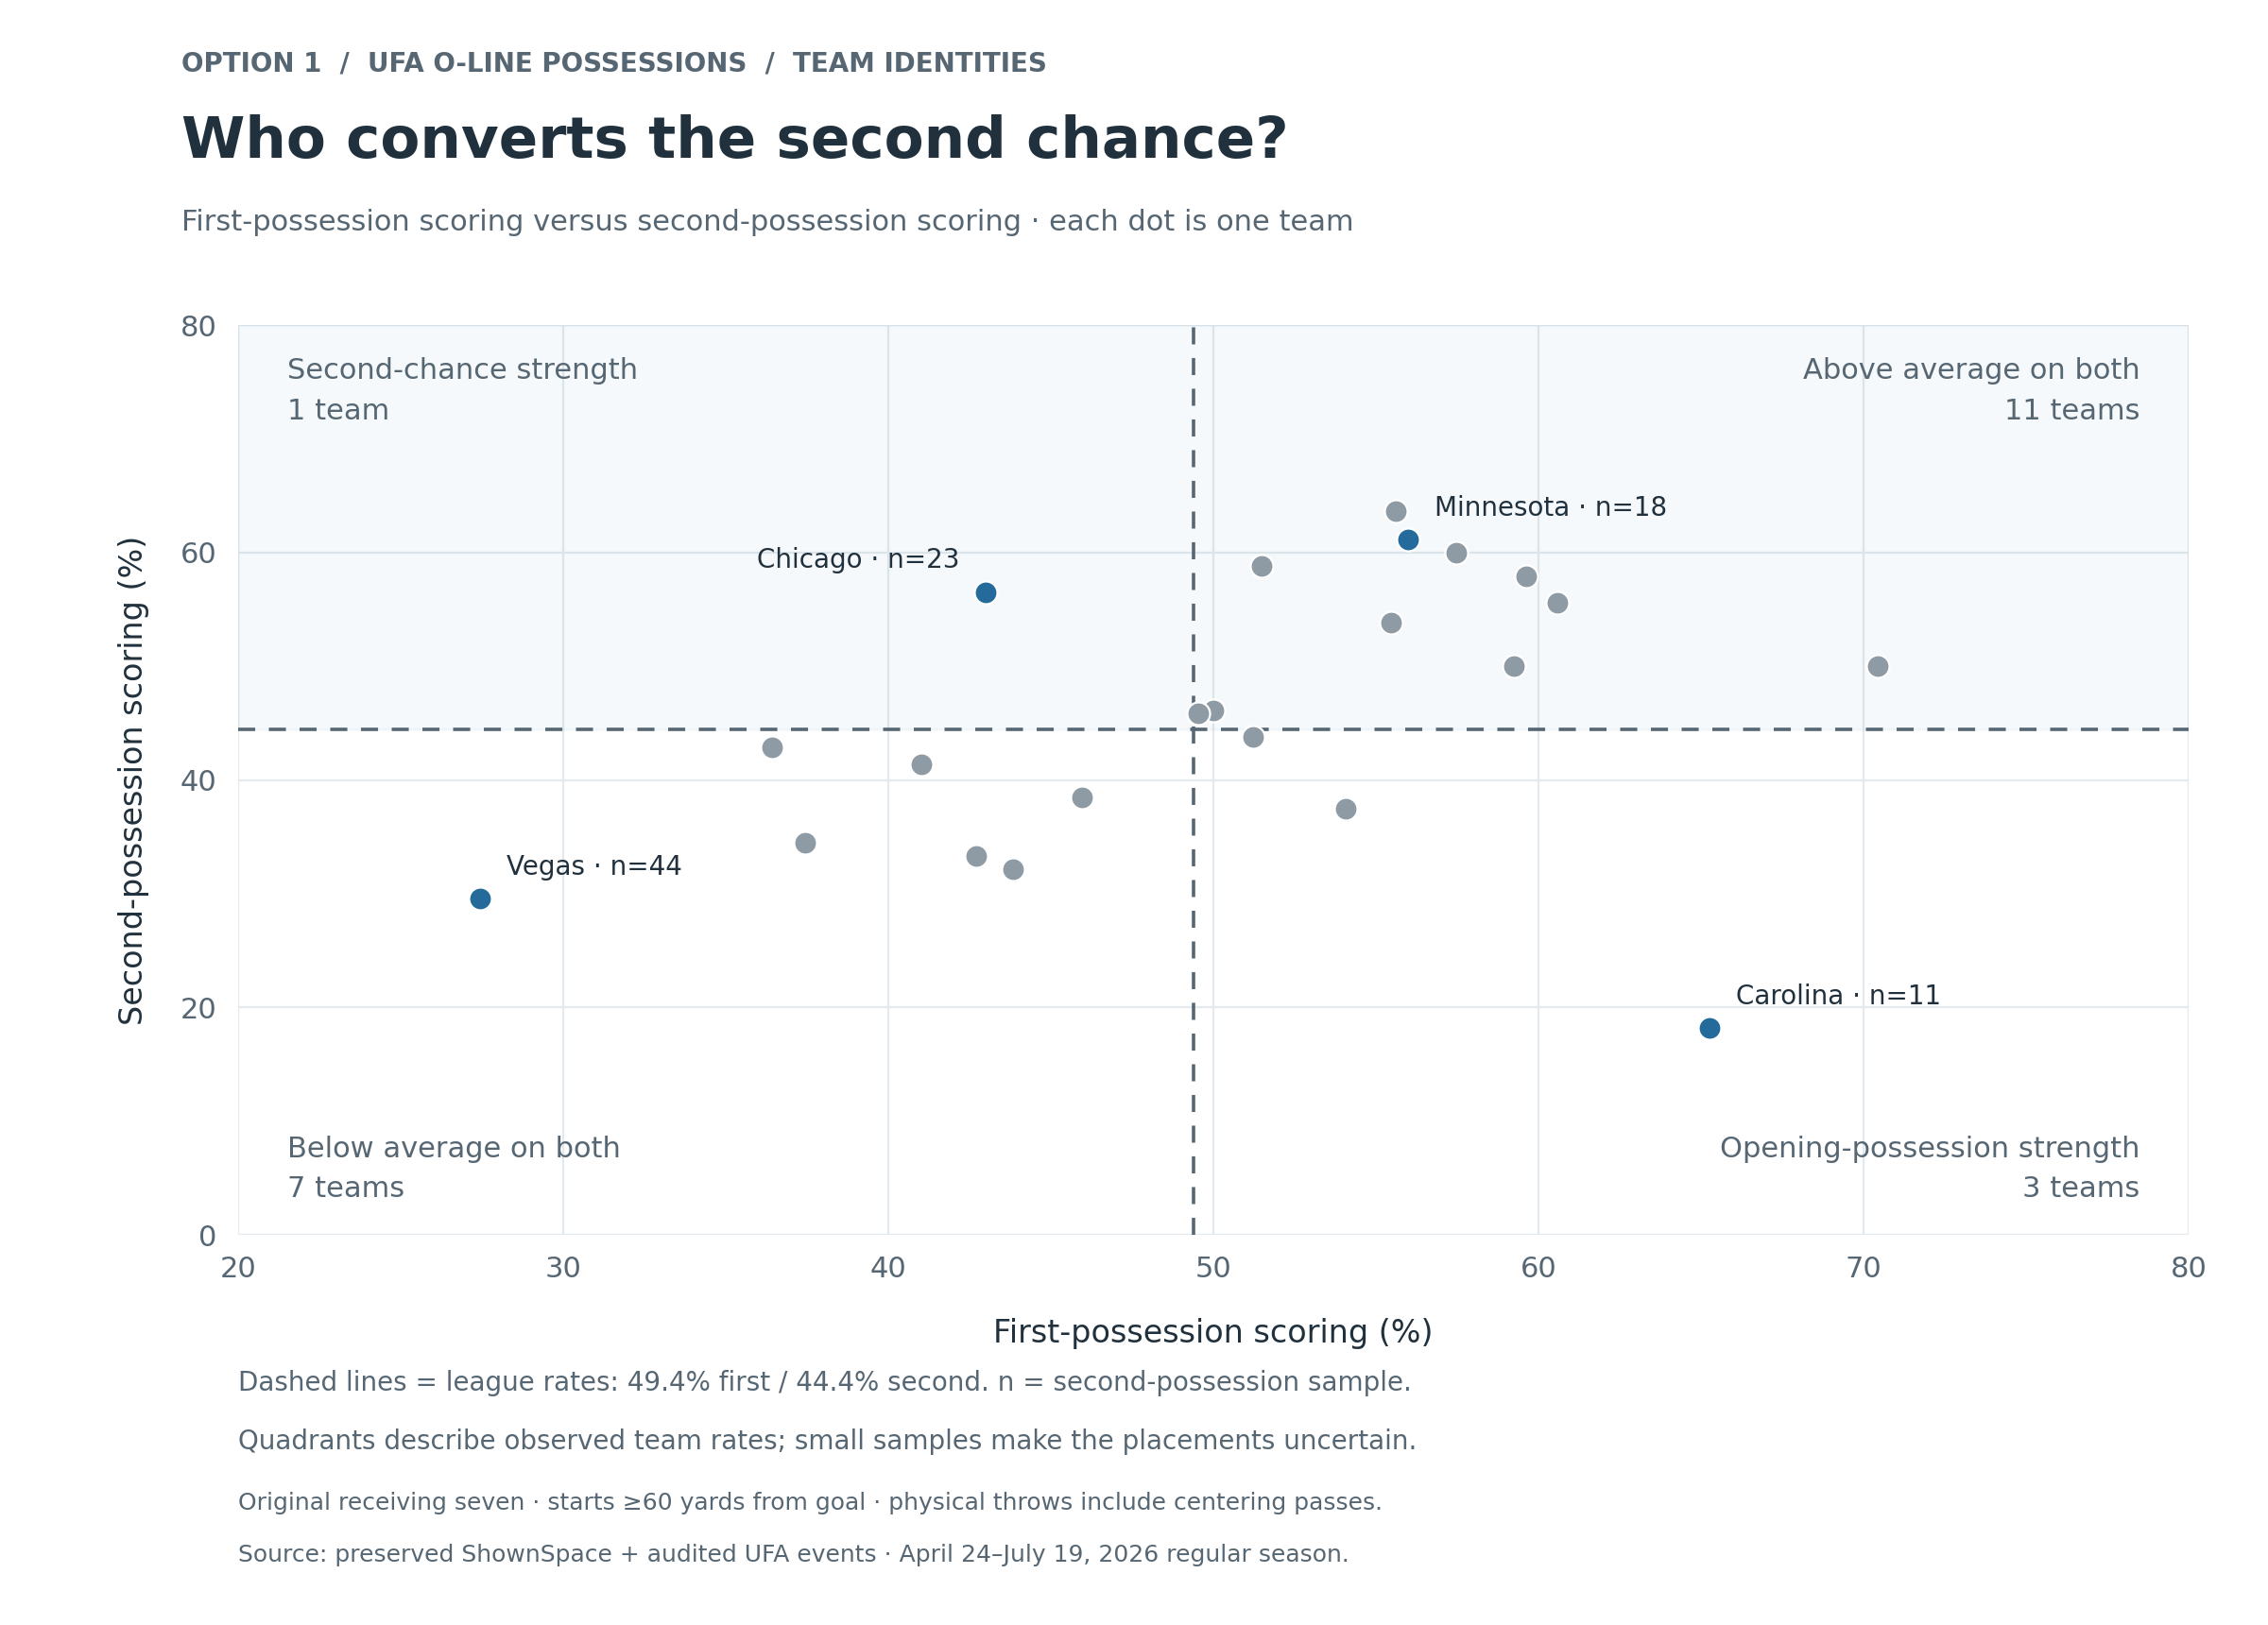 OPTION 1 / UFA O-LINE POSSESSIONS / TEAM IDENTITIES
Who converts the second chance?
First-possession scoring versus second-possession scoring · each dot is one team
80
Second-chance strength
1 team
Above average on both
11 teams
Minnesota · n=18
60
Chicago · n=23
Second-possession scoring (%)
40
Vegas · n=44
Carolina · n=11
20
Below average on both
7 teams
Opening-possession strength
3 teams
0
20 30 40 50 60 70 80
First-possession scoring (%)
Dashed lines = league rates: 49.4% first / 44.4% second. n = second-possession sample.
Quadrants describe observed team rates; small samples make the placements uncertain.
Original receiving seven · starts ≥60 yards from goal · physical throws include centering passes.
Source: preserved ShownSpace + audited UFA events · April 24–July 19, 2026 regular season.